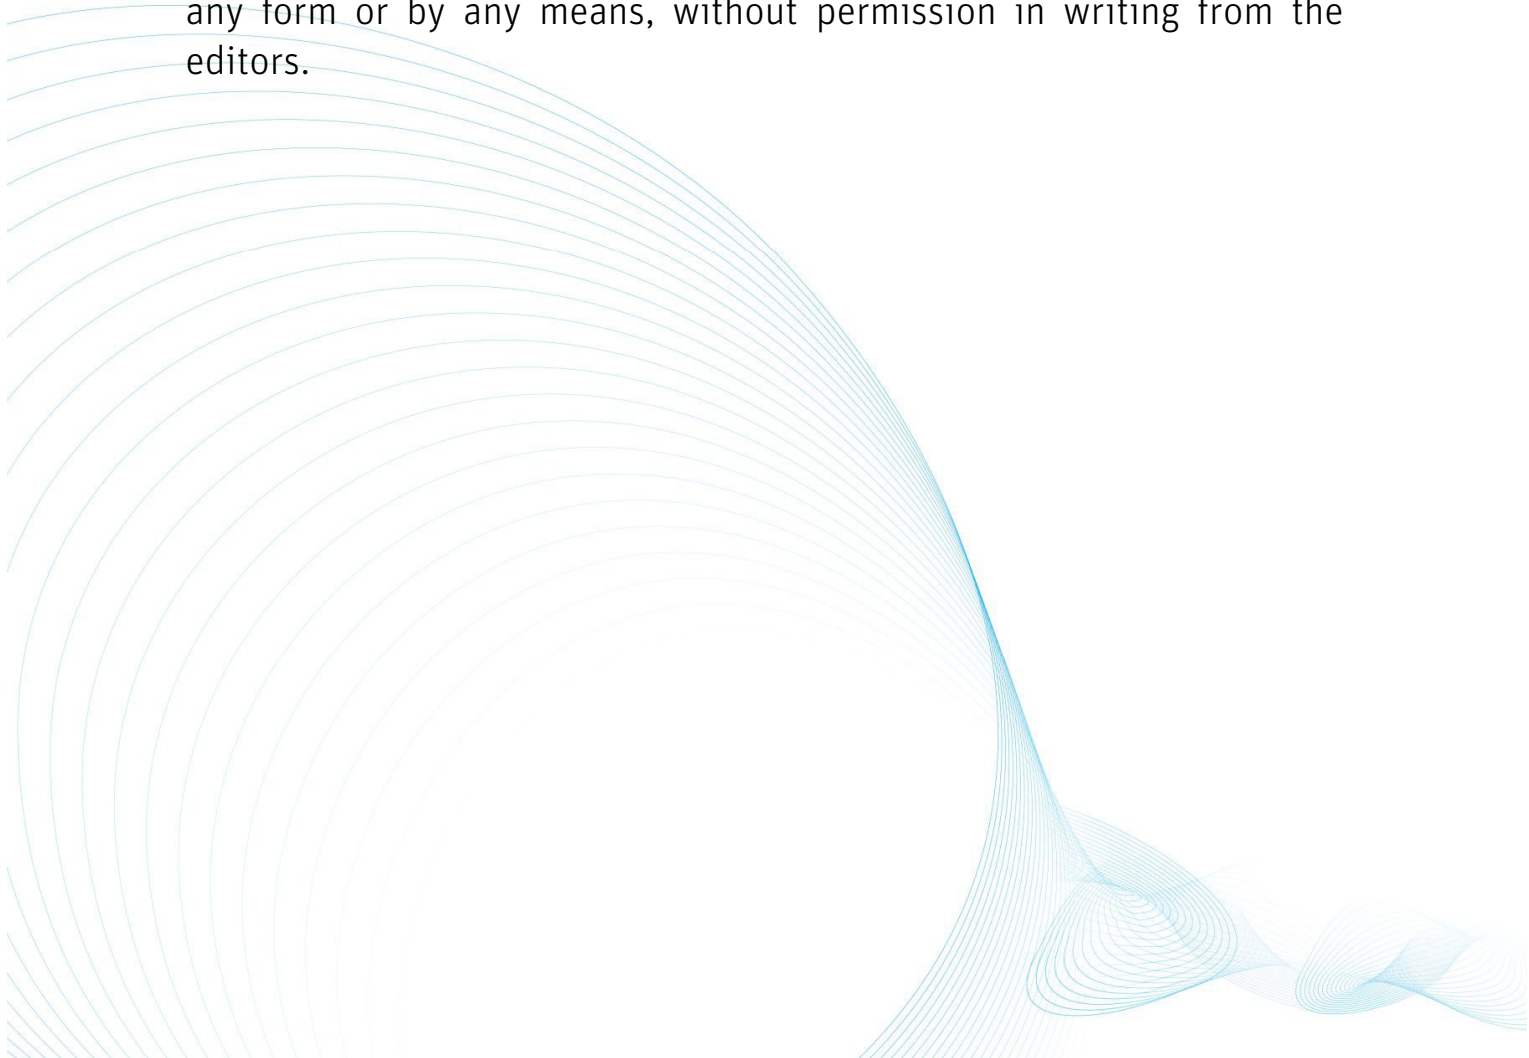 any form or by any means, without permission in writing from the
editors.